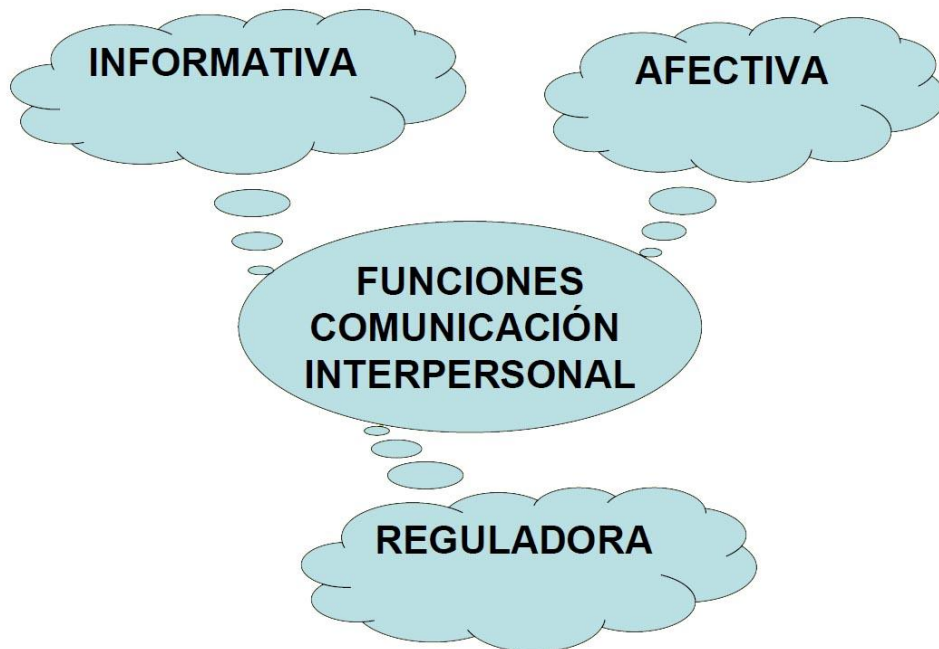 INFORMATIVA
AFECTIVA
FUNCIONES
COMUNICACIÓN
INTERPERSONAL
REGULADORA